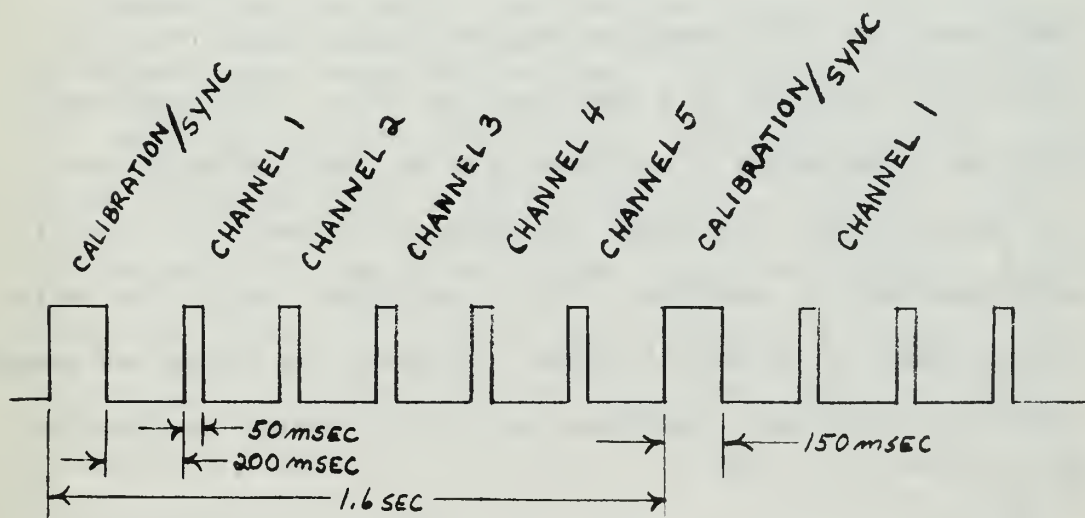 CALIBRATION/SYNC
CHANNEL 1
CHANNEL 2
CHANNEL 3
CHANNEL 4
CHANNEL 5
CALIBRATION/SYNC
CHANNEL 1
50 MSEC
200 MSEC
150 MSEC
1.6 SEC